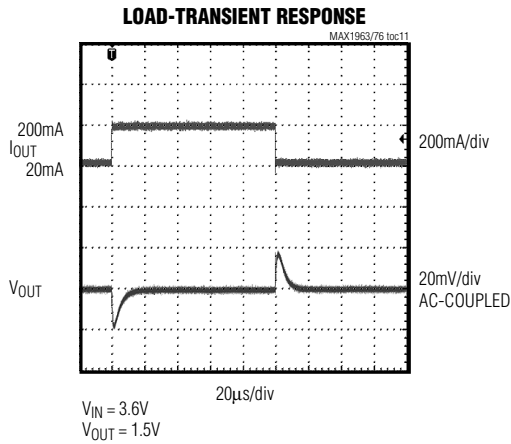 LOAD-TRANSIENT RESPONSE
MAX1963/76 toc11
T
200mA
IOUT
20mA
200mA/div
VOUT
20mV/div
AC-COUPLED
20µs/div
VIN = 3.6V
VOUT = 1.5V